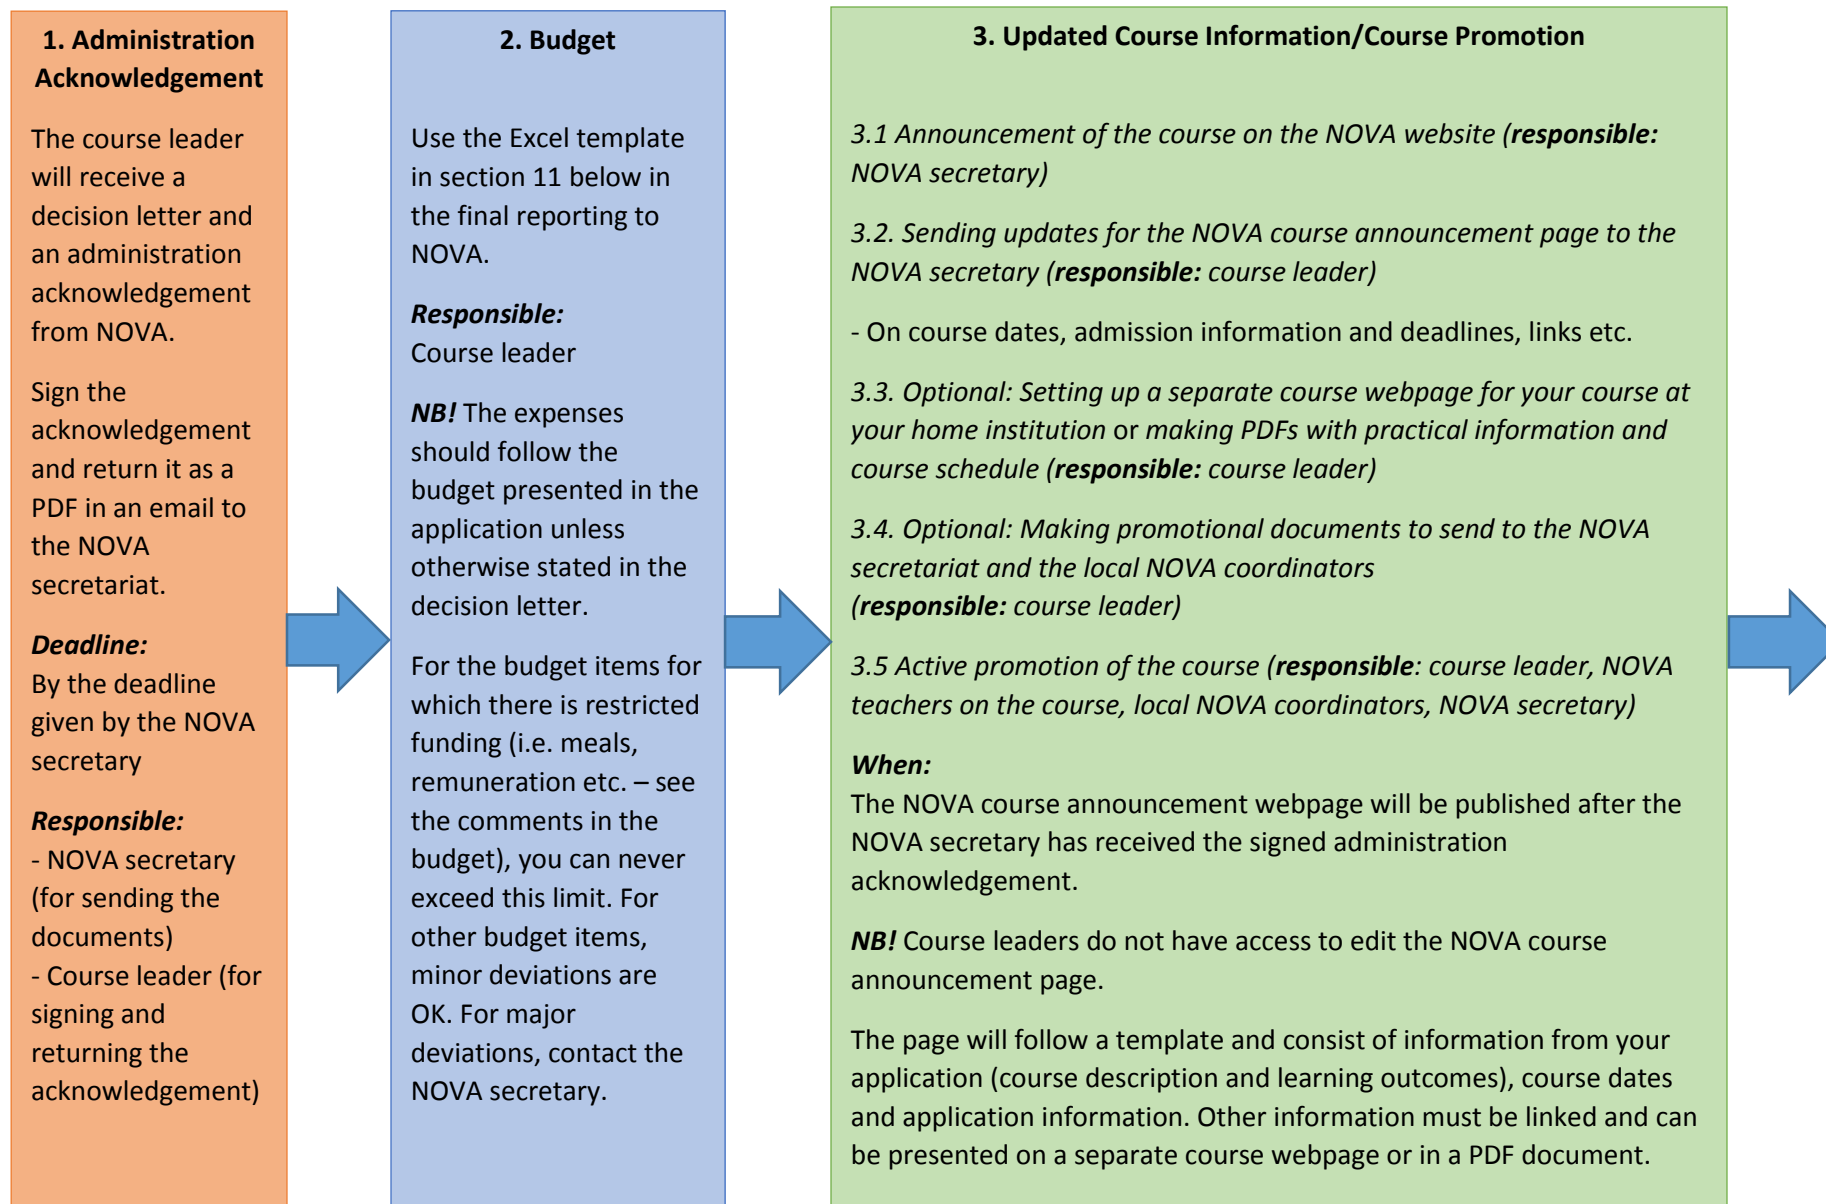 1. Administration
Acknowledgement
The course leader
will receive a
decision letter and
an administration
acknowledgement
from NOVA.
Sign the
acknowledgement
and return it as a
PDF in an email to
the NOVA
secretariat.
Deadline:
By the deadline
given by the NOVA
secretary
Responsible:
- NOVA secretary
(for sending the
documents)
- Course leader (for
signing and
returning the
acknowledgement)
2. Budget
Use the Excel template
in section 11 below in
the final reporting to
NOVA.
Responsible:
Course leader
NB! The expenses
should follow the
budget presented in the
application unless
otherwise stated in the
decision letter.
For the budget items for
which there is restricted
funding (i.e. meals,
remuneration etc. – see
the comments in the
budget), you can never
exceed this limit. For
other budget items,
minor deviations are
OK. For major
deviations, contact the
NOVA secretary.
3. Updated Course Information/Course Promotion
3.1 Announcement of the course on the NOVA website (responsible:
NOVA secretary)
3.2. Sending updates for the NOVA course announcement page to the
NOVA secretary (responsible: course leader)
- On course dates, admission information and deadlines, links etc.
3.3. Optional: Setting up a separate course webpage for your course at
your home institution or making PDFs with practical information and
course schedule (responsible: course leader)
3.4. Optional: Making promotional documents to send to the NOVA
secretariat and the local NOVA coordinators
(responsible: course leader)
3.5 Active promotion of the course (responsible: course leader, NOVA
teachers on the course, local NOVA coordinators, NOVA secretary)
When:
The NOVA course announcement webpage will be published after the
NOVA secretary has received the signed administration
acknowledgement.
NB! Course leaders do not have access to edit the NOVA course
announcement page.
The page will follow a template and consist of information from your
application (course description and learning outcomes), course dates
and application information. Other information must be linked and can
be presented on a separate course webpage or in a PDF document.